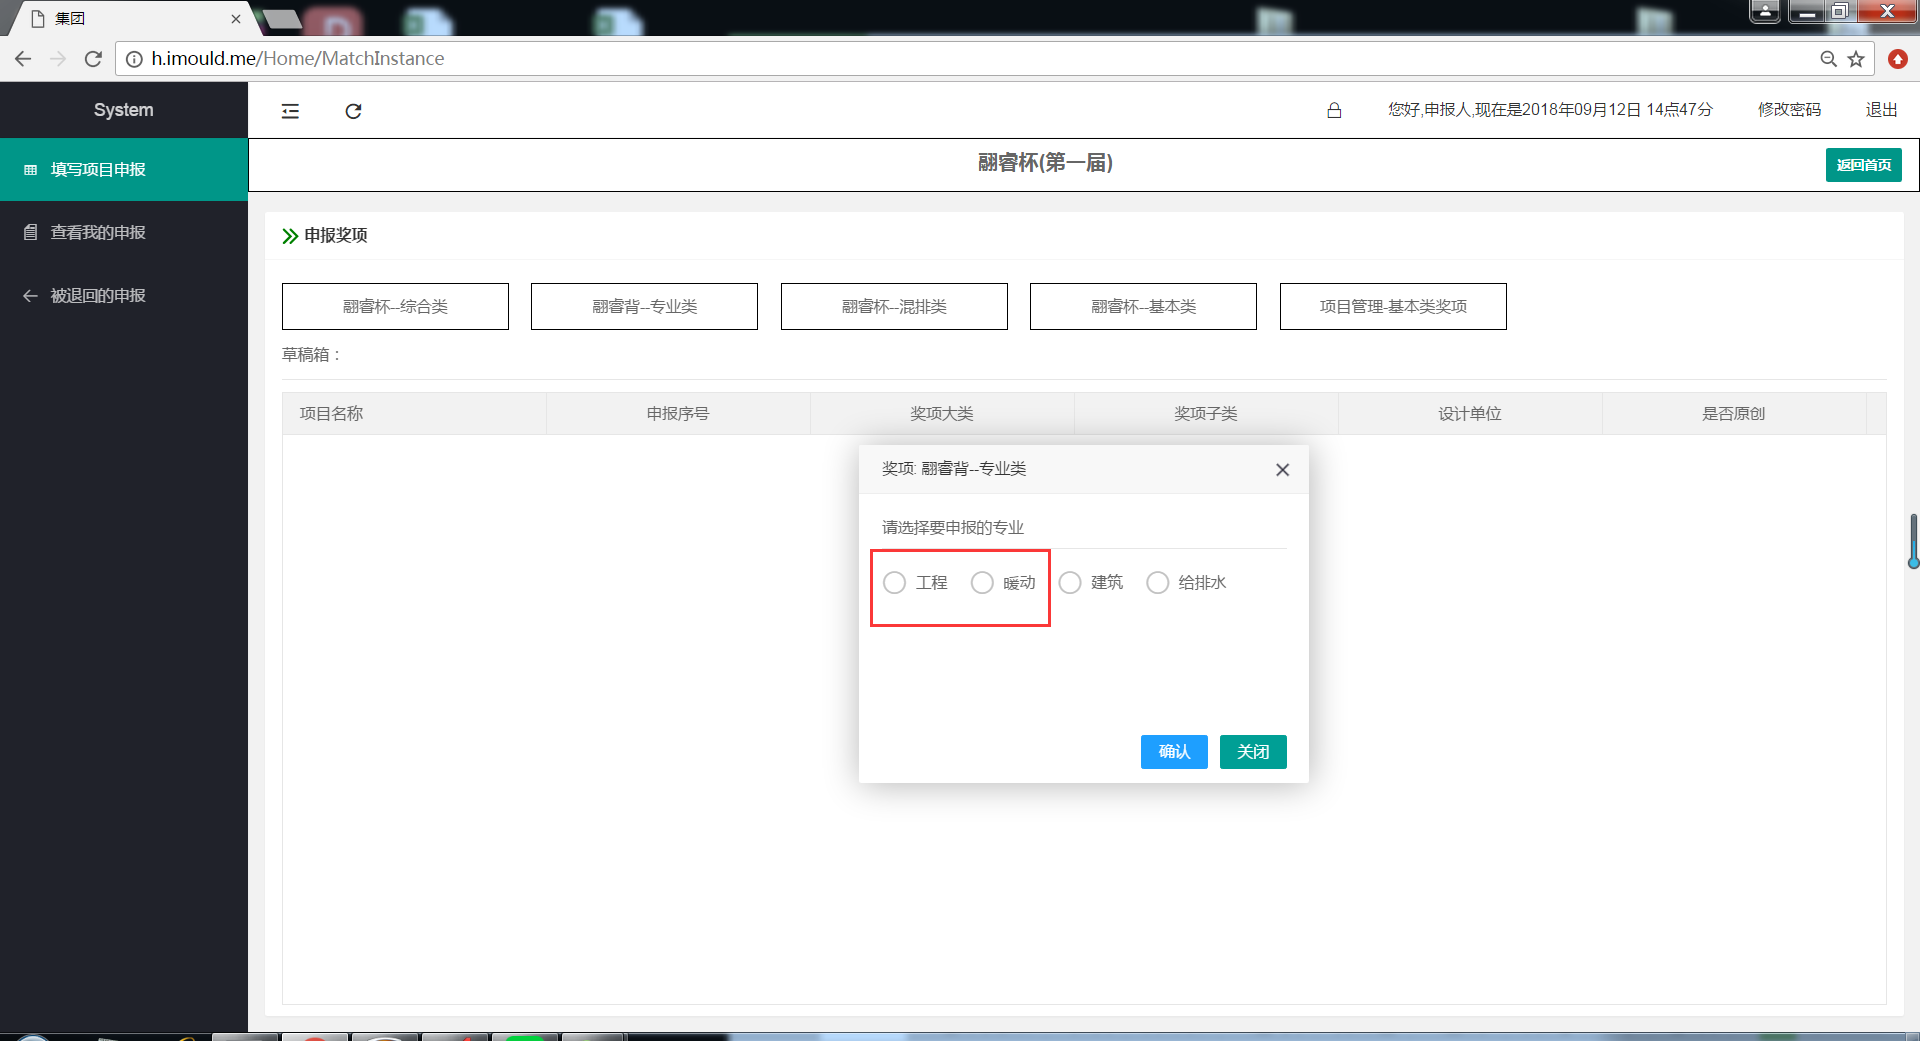 集团
h.imould.me/Home/MatchInstance
System
您好,申报人,现在是2018年09月12日 14点47分
修改密码
退出
填写项目申报
翮睿杯(第一届)
返回首页
查看我的申报
申报奖项
被退回的申报
翮睿杯--综合类
翮睿背--专业类
翮睿杯--混排类
翮睿杯--基本类
项目管理-基本类奖项
草稿箱：
项目名称
申报序号
奖项大类
奖项子类
设计单位
是否原创
奖项: 翮睿背--专业类
请选择要申报的专业
工程
暖动
建筑
给排水
确认
关闭